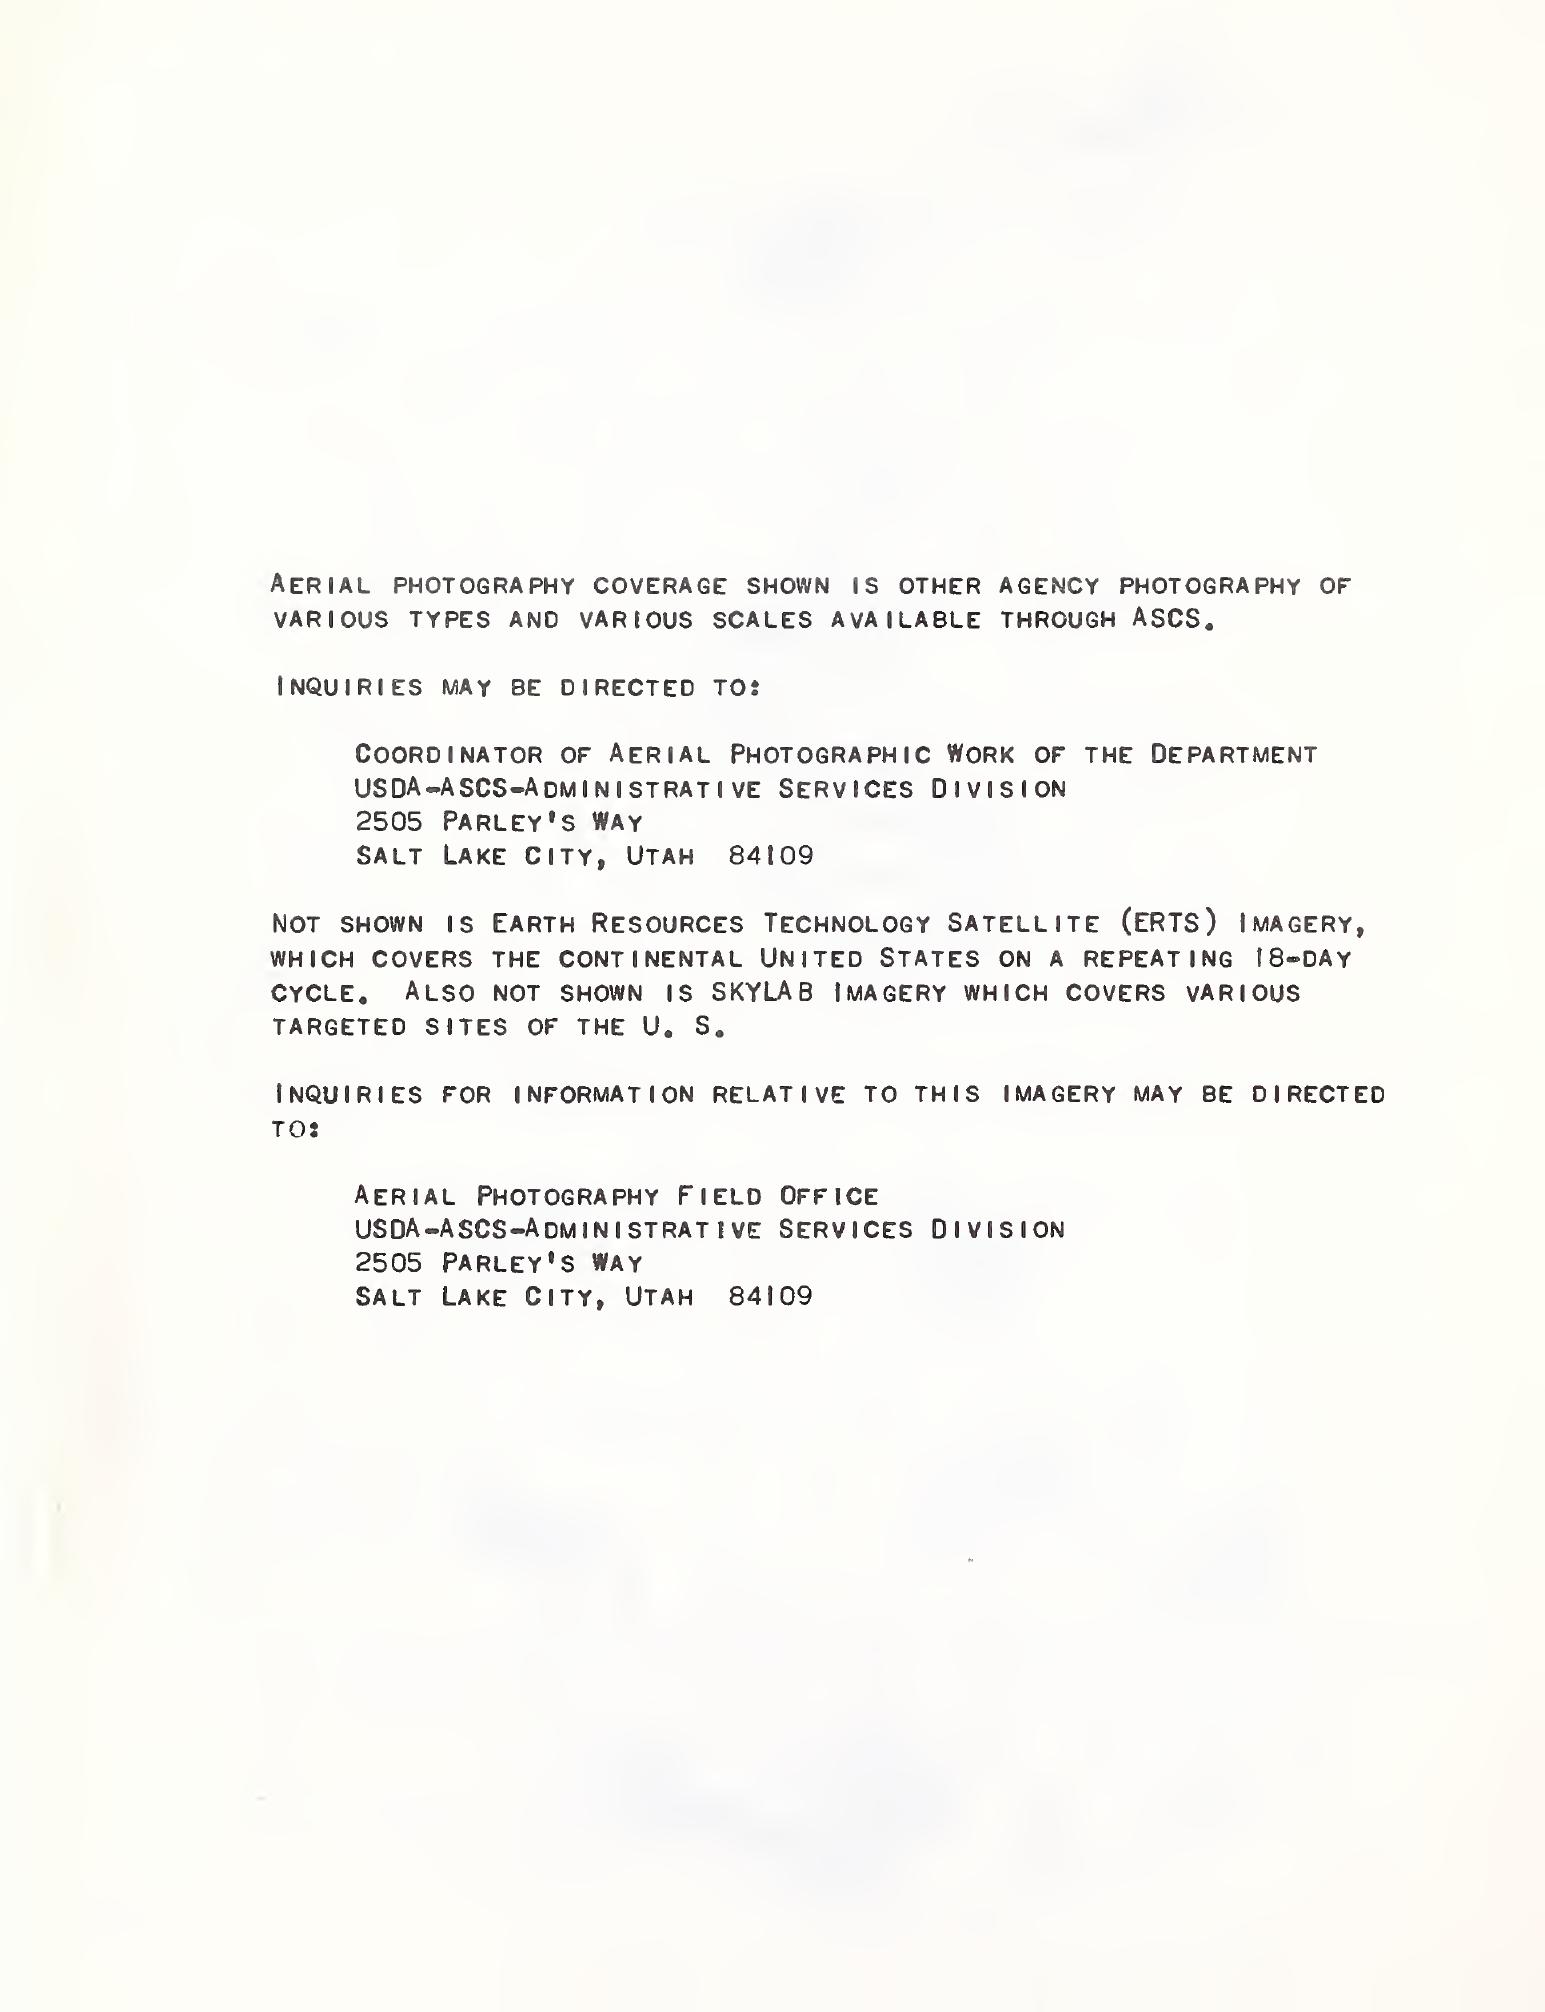 Aerial photography coverage shown is other agency photography of
various types and various scales available through ASCS.
Inquiries may be directed to:
Coordinator of Aerial Photographic Work of the Department
USDA-ASCS-Administrative Services Division
2505 Parley's Way
Salt Lake City, Utah 84109
Not shown is Earth Resources Technology Satellite (ERTS) Imagery,
which covers the continental United States on a repeating 18-day
cycle. Also not shown is SKYLAB Imagery which covers various
targeted sites of the U. S.
Inquiries for information relative to this imagery may be directed
to:
Aerial Photography Field Office
USDA-ASCS-Administrative Services Division
2505 Parley's Way
Salt Lake City, Utah 84109